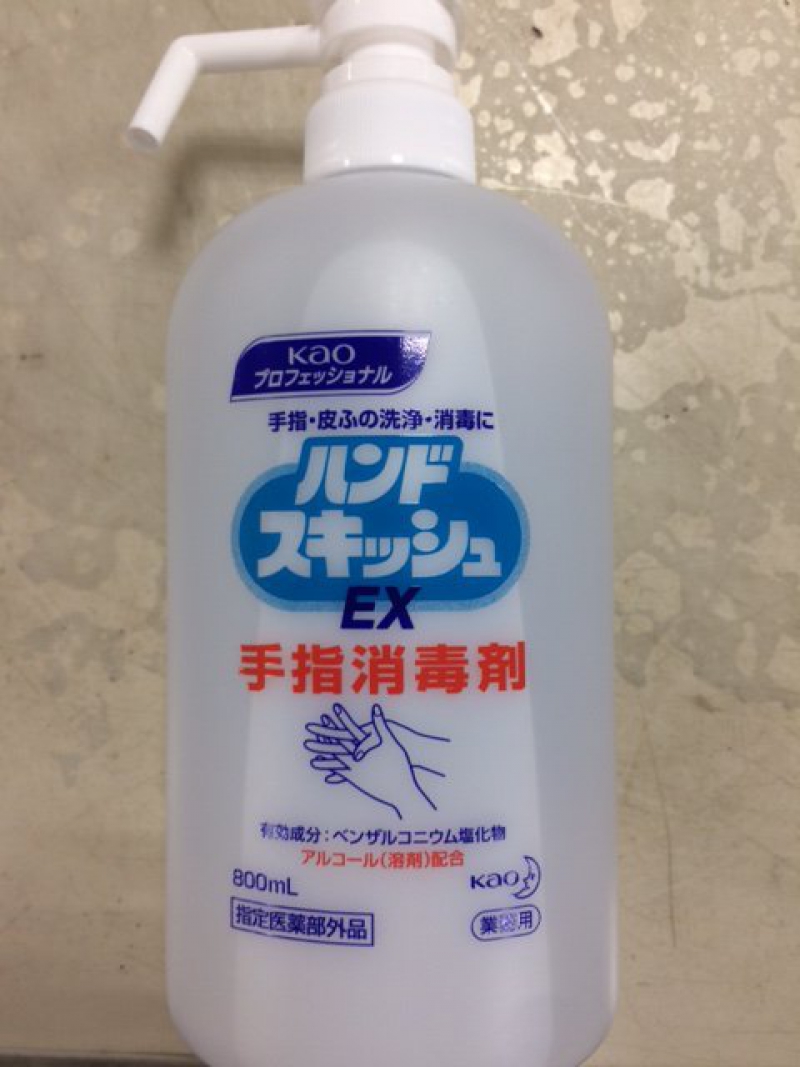 Kao
プロフェッショナル
手指・皮ふの洗浄・消毒に
ハンド
スキッシュ
EX
手指消毒剤
有効成分：ベンザルコニウム塩化物
アルコール（溶剤）配合
800mL
Kao
指定医薬部外品
業務用